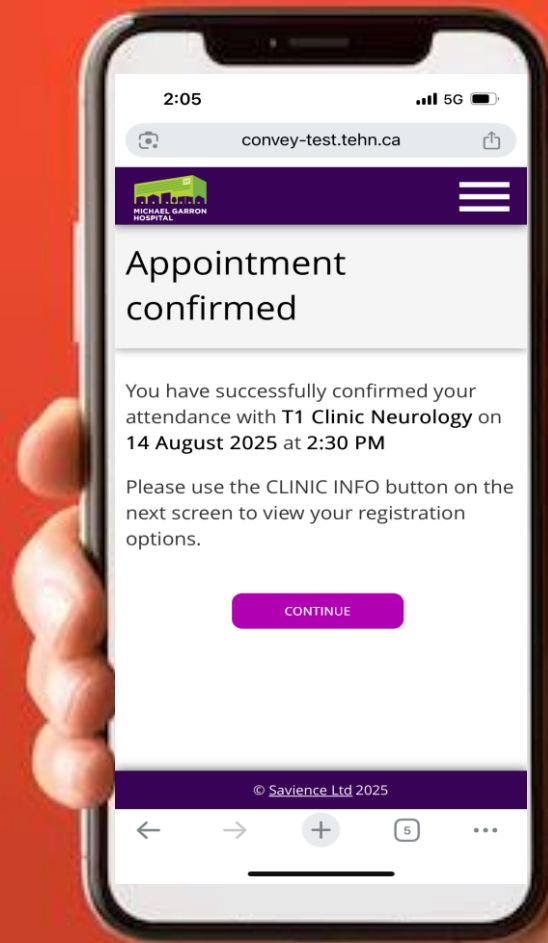 2:05
5G
convey-test.tehn.ca
MICHAEL GARRON
HOSPITAL
Appointment
confirmed
You have successfully confirmed your
attendance with T1 Clinic Neurology on
14 August 2025 at 2:30 PM
Please use the CLINIC INFO button on the
next screen to view your registration
options.
CONTINUE
© Savience Ltd 2025
5